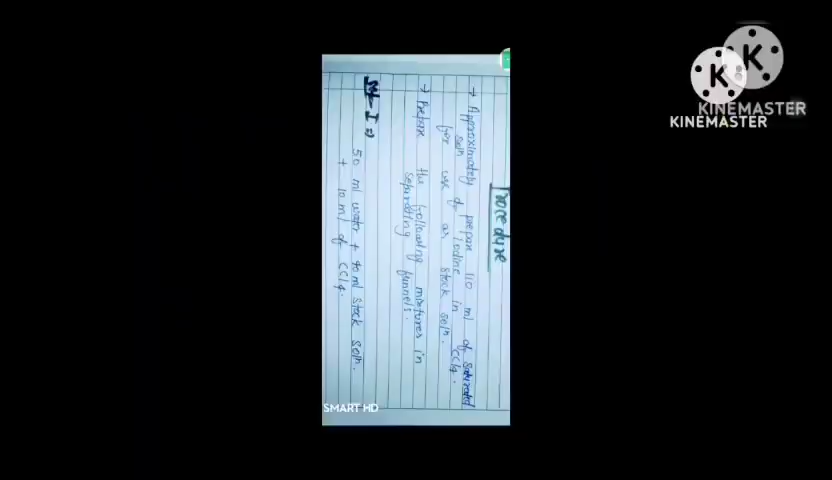 Procedure
→ Approximately prepare 110 ml of saturated
soln of Iodine in CCl4.
for use as stock soln.
→ Prepare the following mixtures in
separating funnels.
Set-I ⇒
50 ml water + 40 ml stock soln.
+ 10 ml of CCl4.
SMART HD
KINEMASTER
KINEMASTER